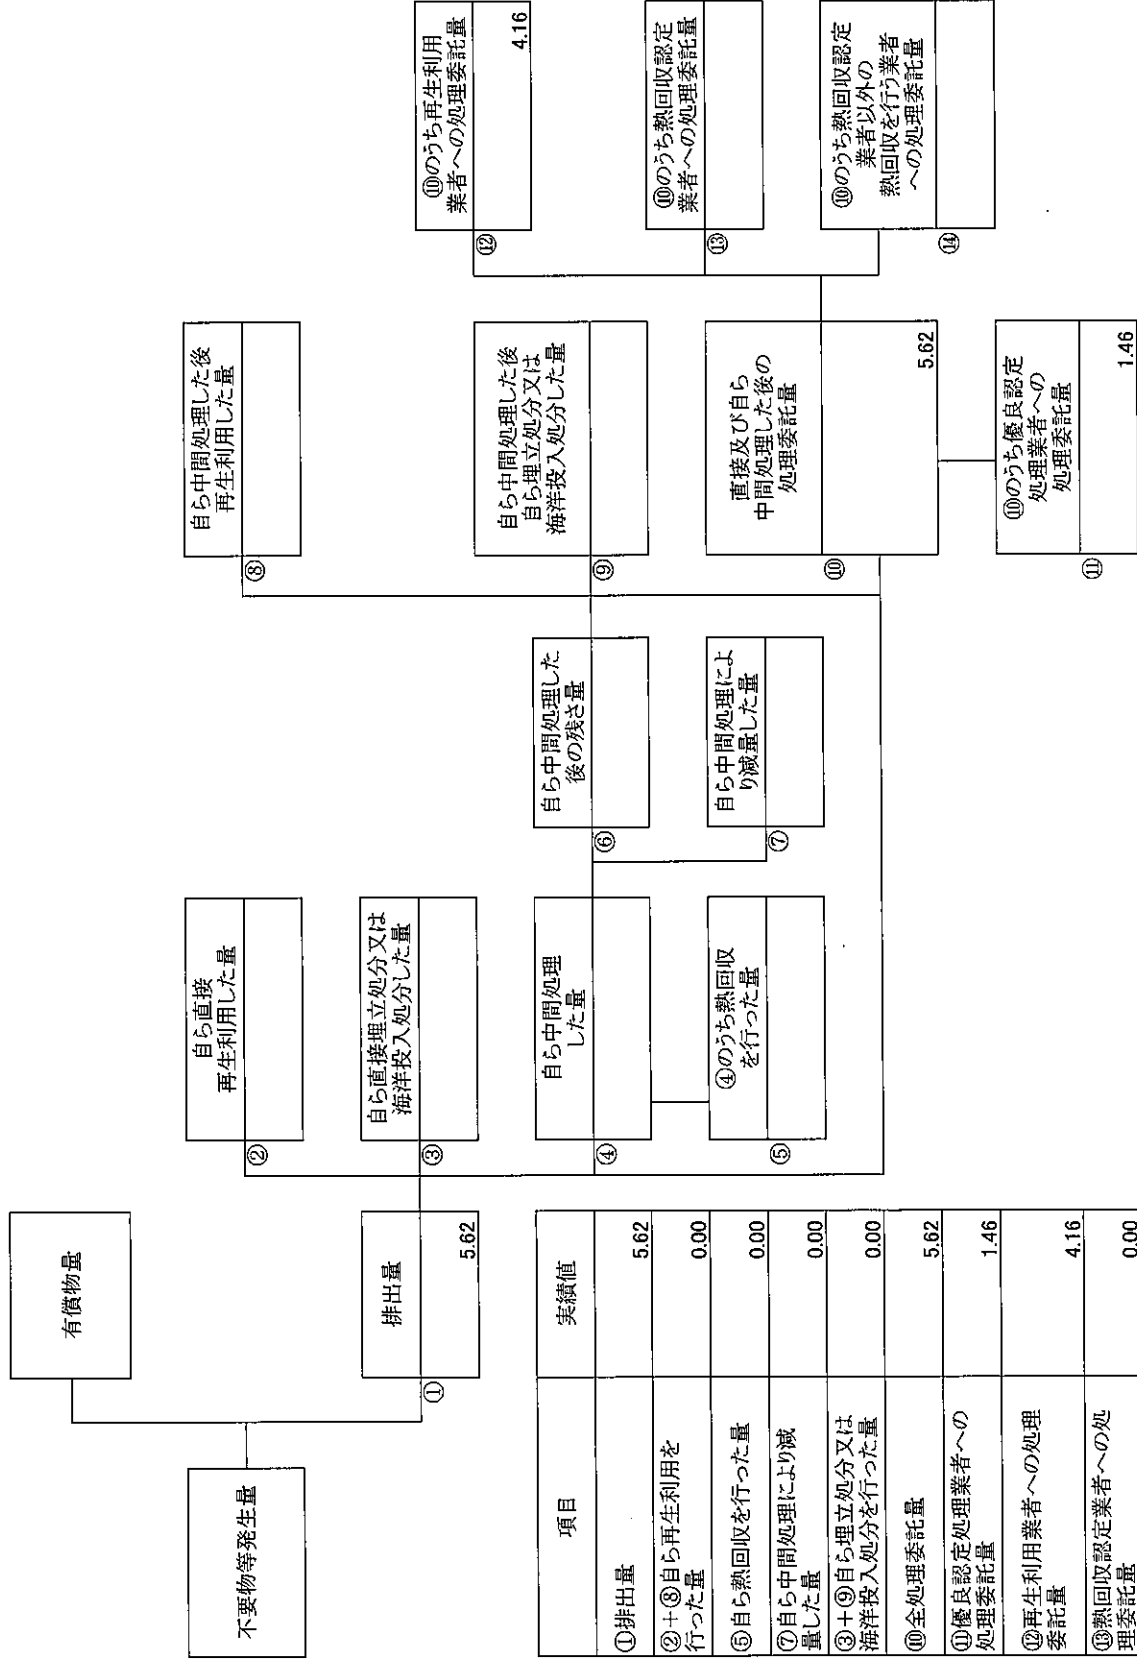 不要物等発生量
有償物量
①
排出量
5.62
②
自ら直接
再生利用した量
③
自ら直接埋立処分又は
海洋投入処分した量
④
自ら中間処理
した量
⑤
④のうち熱回収
を行った量
⑥
自ら中間処理した
後の残さ量
⑦
自ら中間処理によ
り減量した量
⑧
自ら中間処理した後
再生利用した量
⑨
自ら中間処理した後
自ら埋立処分又は
海洋投入処分した量
⑩
直接及び自ら
中間処理した後の
処理委託量
5.62
⑪
⑩のうち優良認定
処理業者への
処理委託量
1.46
⑫
⑩のうち再生利用
業者への処理委託量
4.16
⑬
⑩のうち熱回収認定
業者への処理委託量
⑭
⑩のうち熱回収認定
業者以外の
熱回収を行う業者
への処理委託量
項目 実績値
①排出量 5.62
②+⑧自ら再生利用を
行った量 0.00
⑤自ら熱回収を行った量 0.00
⑦自ら中間処理により減
量した量 0.00
③+⑨自ら埋立処分又は
海洋投入処分を行った量 0.00
⑩全処理委託量 5.62
⑪優良認定処理業者への
処理委託量 1.46
⑫再生利用業者への処理
委託量 4.16
⑬熱回収認定業者への処
理委託量 0.00